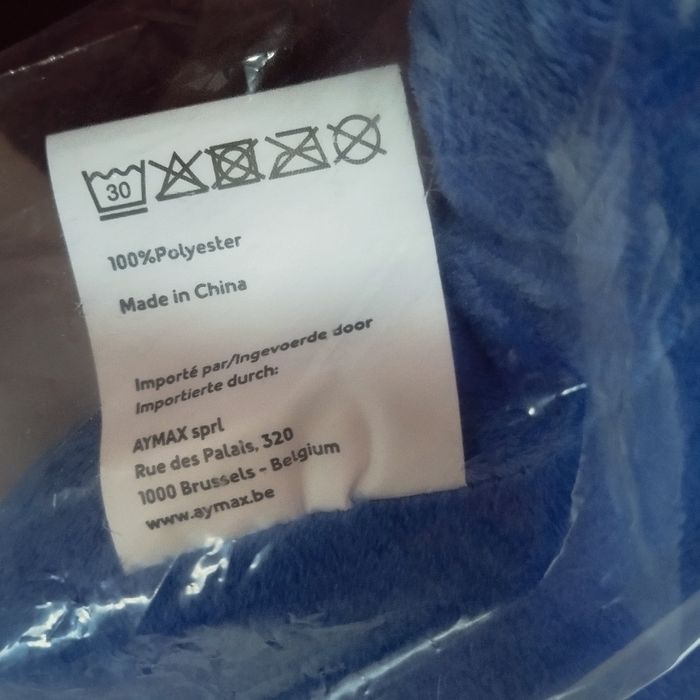 30
100%Polyester
Made in China
Importé par/Ingevoerde door
Importierte durch:
AYMAX sprl
Rue des Palais, 320
1000 Brussels - Belgium
www.aymax.be